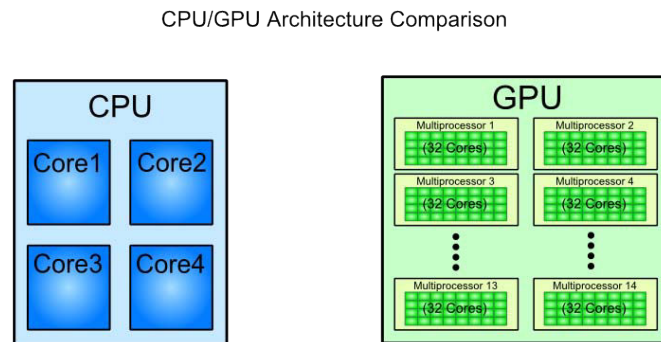 CPU/GPU Architecture Comparison
CPU
Core1
Core2
Core3
Core4
GPU
Multiprocessor 1
(32 Cores)
Multiprocessor 2
(32 Cores)
Multiprocessor 3
(32 Cores)
Multiprocessor 4
(32 Cores)
Multiprocessor 13
(32 Cores)
Multiprocessor 14
(32 Cores)